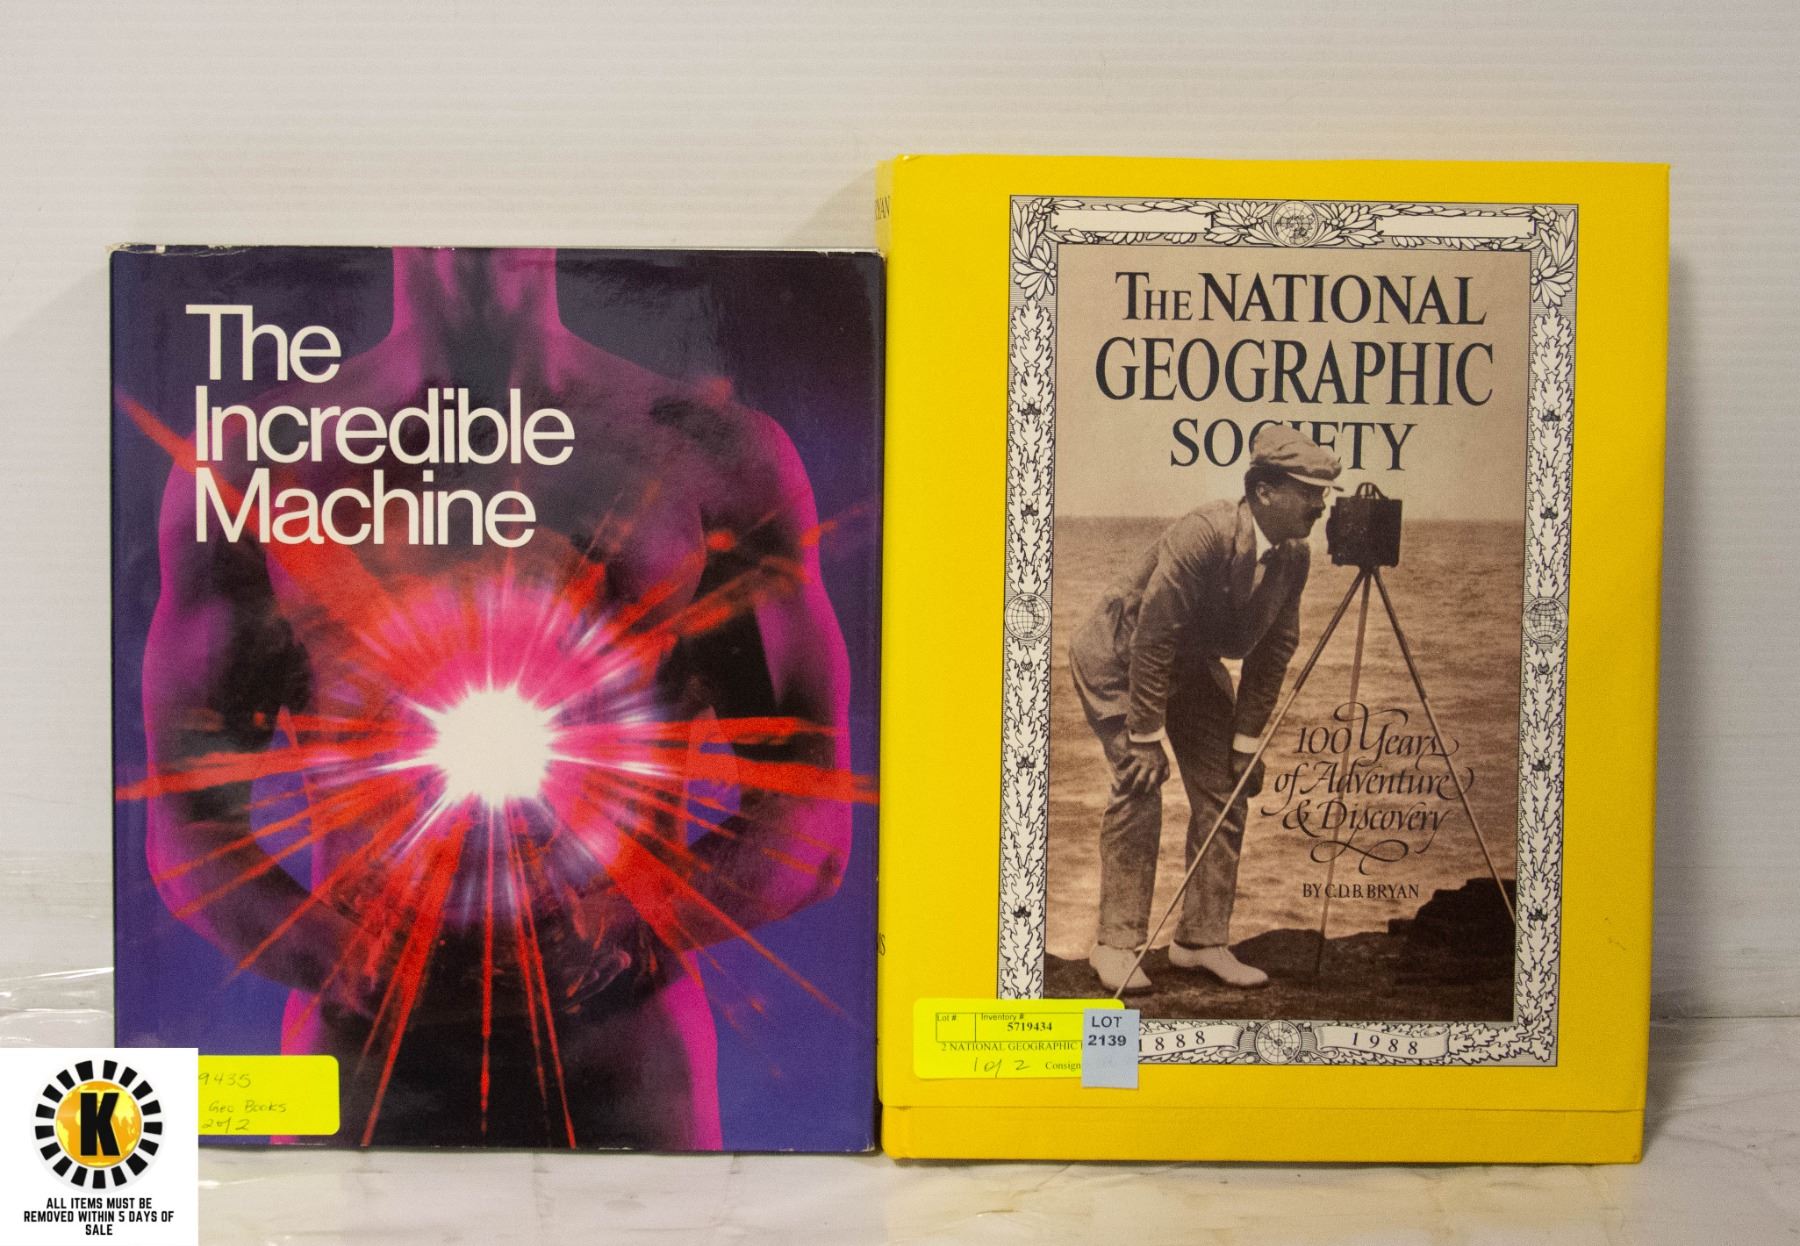 The
Incredible
Machine
9435
Geo Books
2 of 2
K
ALL ITEMS MUST BE
REMOVED WITHIN 5 DAYS OF
SALE
THE NATIONAL
GEOGRAPHIC
SOCIETY
100 Years
of Adventure
& Discovery
BY C.D.B. BRYAN
1888 1988
Lot #: Inventory #:
5719434
2 NATIONAL GEOGRAPHIC
1 of 2 Consign
LOT
2139